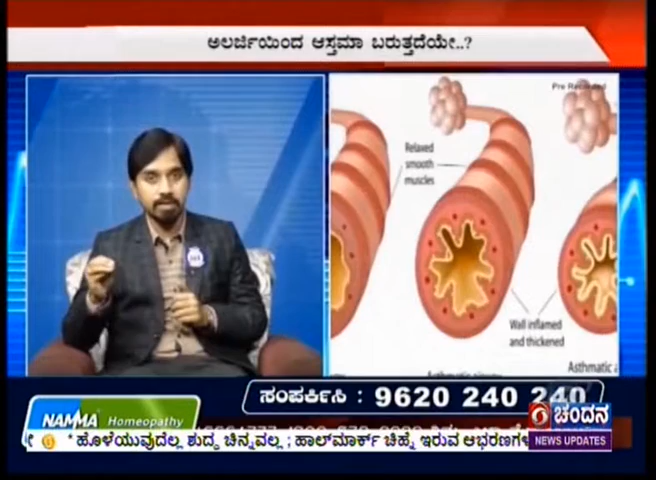 ಅಲರ್ಜಿಯಿಂದ ಆಸ್ತಮಾ ಬರುತ್ತದೆಯೇ..?
Pre Recorded
Relaxed
smooth
muscles
Wall inflamed
and thickened
Asthmatic
ಸಂಪರ್ಕಿಸಿ : 9620 240 240
NAMMA Homeopathy
ಚಂದನ
NEWS UPDATES
ಹೊಳೆಯುವುದೆಲ್ಲ ಶುದ್ಧ ಚಿನ್ನವಲ್ಲ ; ಹಾಲ್‌ಮಾರ್ಕ್ ಚಿಹ್ನೆ ಇರುವ ಆಭರಣಗಳ